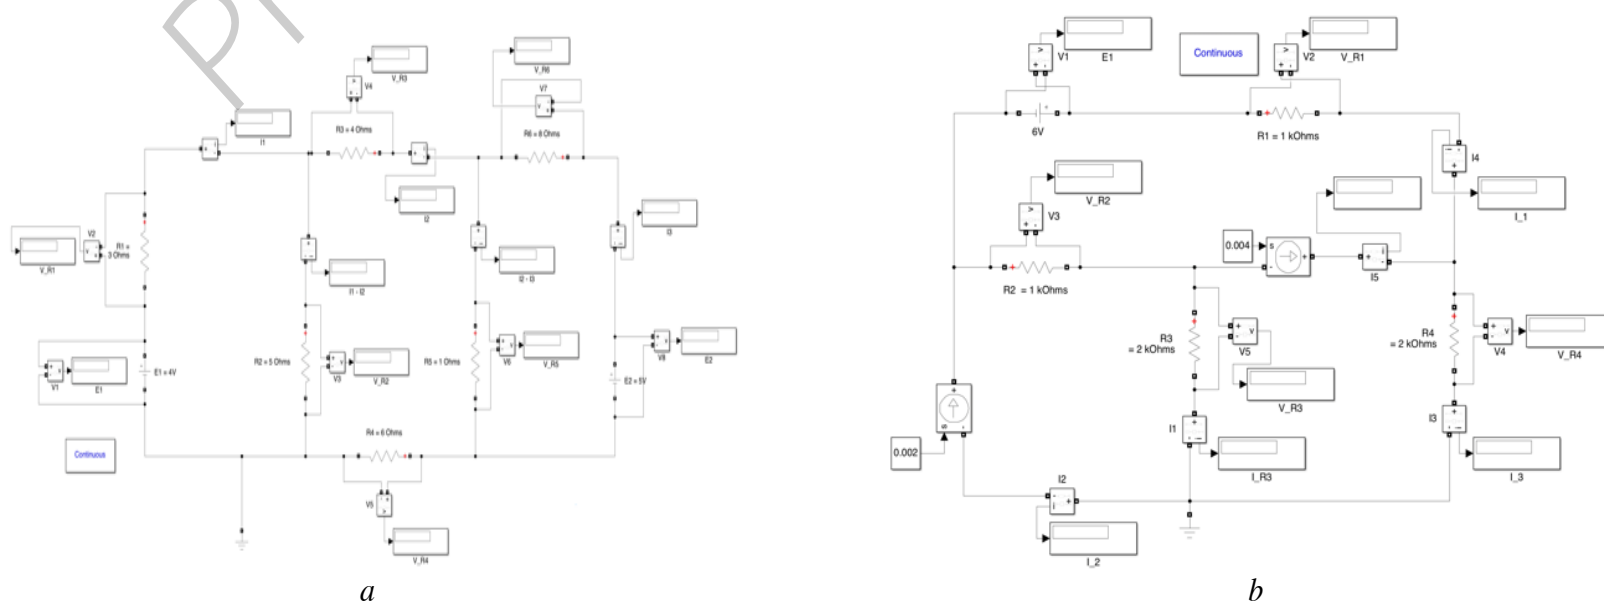 V_R3
V4
R3 = 4 Ohms
I1
V_R6
V7
R6 = 8 Ohms
I2
I3
V2
V_R1
R1 =
3 Ohms
I1 - I2
I2 - I3
R2 = 5 Ohms
V3
V_R2
R5 = 1 Ohms
V6
V_R5
V8
E2
E2 = 5V
V1
E1
E1 = 4V
Continuous
R4 = 6 Ohms
V5
V_R4
a
V1
E1
6V
Continuous
V2
V_R1
R1 = 1 kOhms
I4
I_1
V_R2
V3
R2 = 1 kOhms
0.004
S
I5
R3
= 2 kOhms
V5
V_R3
R4
= 2 kOhms
V4
V_R4
0.002
S
I1
I_R3
I3
I_3
I2
I_2
b